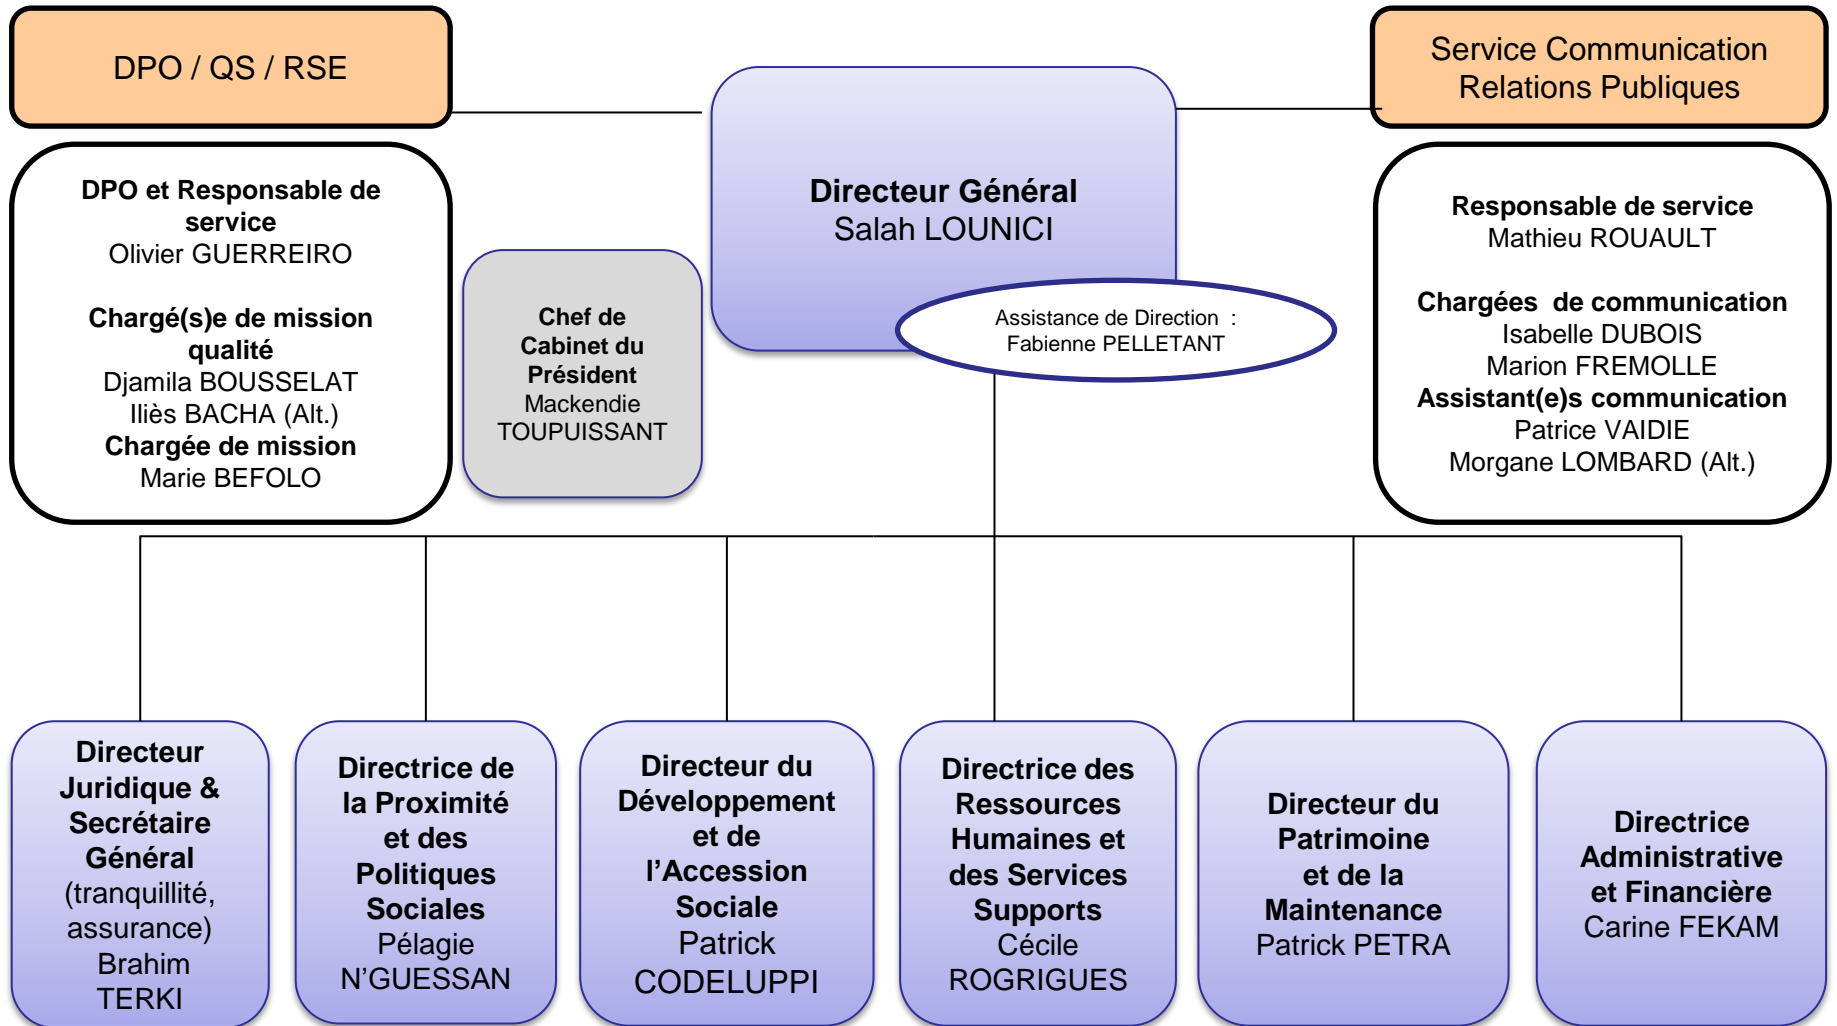 DPO / QS / RSE
DPO et Responsable de
service
Olivier GUERREIRO
Chargé(s)e de mission
qualité
Djamila BOUSSELAT
Iliès BACHA (Alt.)
Chargée de mission
Marie BEFOLO
Chef de
Cabinet du
Président
Mackendie
TOUPUISSANT
Directeur Général
Salah LOUNICI
Assistance de Direction  :
Fabienne PELLETANT
Service Communication
Relations Publiques
Responsable de service
Mathieu ROUAULT
Chargées  de communication
Isabelle DUBOIS
Marion FREMOLLE
Assistant(e)s communication
Patrice VAIDIE
Morgane LOMBARD (Alt.)
Directeur
Juridique &
Secrétaire
Général
(tranquillité,
assurance)
Brahim
TERKI
Directrice de
la Proximité
et des
Politiques
Sociales
Pélagie
N’GUESSAN
Directeur du
Développement
et de
l’Accession
Sociale
Patrick
CODELUPPI
Directrice des
Ressources
Humaines et
des Services
Supports
Cécile
ROGRIGUES
Directeur du
Patrimoine
et de la
Maintenance
Patrick PETRA
Directrice
Administrative
et Financière
Carine FEKAM